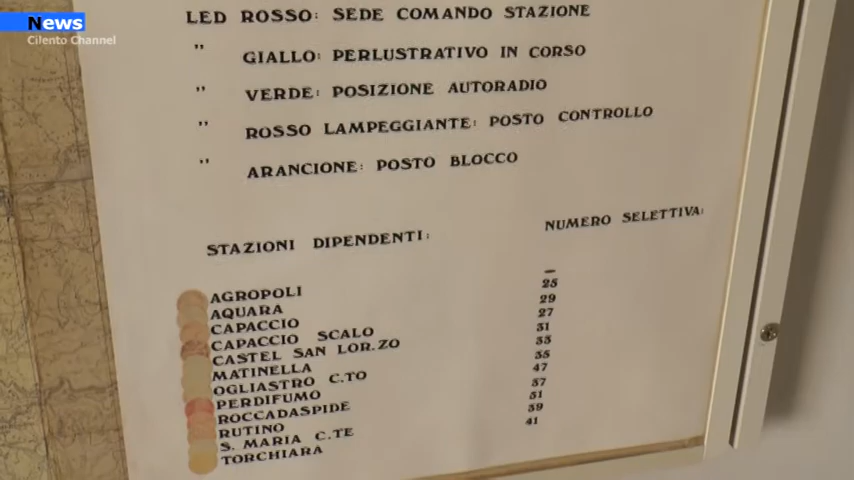 News
Cilento Channel
LED ROSSO: SEDE COMANDO STAZIONE
" GIALLO: PERLUSTRATIVO IN CORSO
" VERDE: POSIZIONE AUTORADIO
" ROSSO LAMPEGGIANTE: POSTO CONTROLLO
" ARANCIONE: POSTO BLOCCO
STAZIONI DIPENDENTI: NUMERO SELETTIVA:
AGROPOLI –
AQUARA 25
CAPACCIO 29
CAPACCIO SCALO 27
CASTEL SAN LOR.ZO 31
MATINELLA 33
OGLIASTRO C.TO 35
PERDIFUMO 47
ROCCADASPIDE 37
RUTINO 51
S. MARIA C.TE 39
TORCHIARA 41